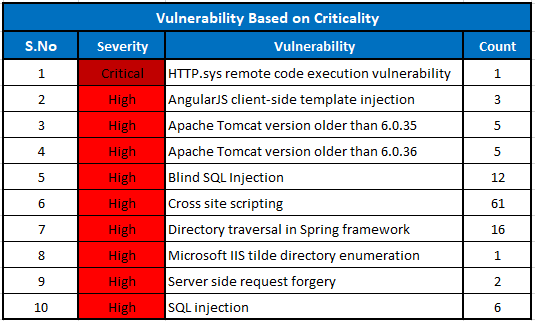 Vulnerability Based on Criticality
S.No Severity Vulnerability Count
1 Critical HTTP.sys remote code execution vulnerability 1
2 High AngularJS client-side template injection 3
3 High Apache Tomcat version older than 6.0.35 5
4 High Apache Tomcat version older than 6.0.36 5
5 High Blind SQL Injection 12
6 High Cross site scripting 61
7 High Directory traversal in Spring framework 16
8 High Microsoft IIS tilde directory enumeration 1
9 High Server side request forgery 2
10 High SQL injection 6